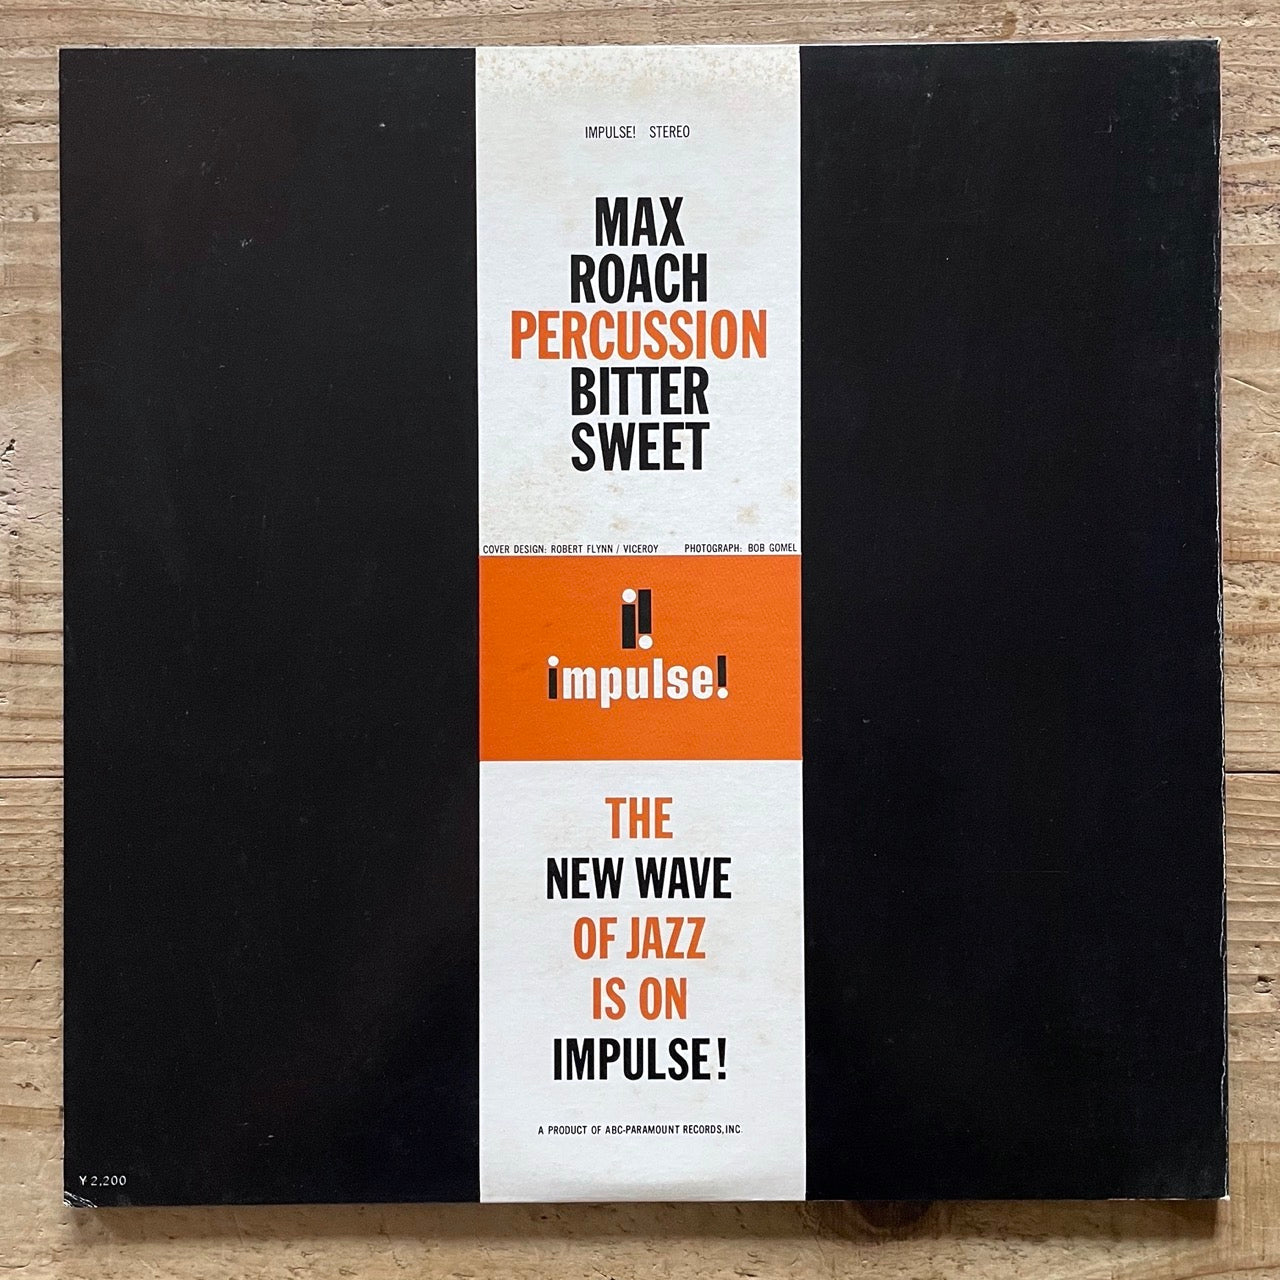 IMPULSE! STEREO
MAX
ROACH
PERCUSSION
BITTER
SWEET
COVER DESIGN: ROBERT FLYNN / VICEROY PHOTOGRAPH: BOB GOMEL
i!
impulse!
THE
NEW WAVE
OF JAZZ
IS ON
IMPULSE!
A PRODUCT OF ABC-PARAMOUNT RECORDS, INC.
¥2,200